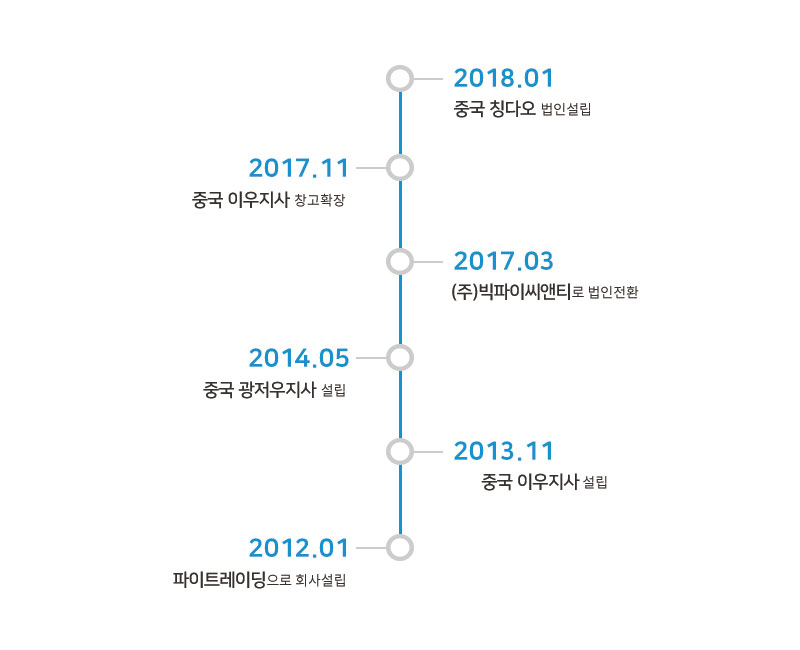 2018.01
중국 칭다오 법인설립
2017.11
중국 이우지사 창고확장
2017.03
(주)빅파이씨앤티로 법인전환
2014.05
중국 광저우지사 설립
2013.11
중국 이우지사 설립
2012.01
파이트레이딩으로 회사설립